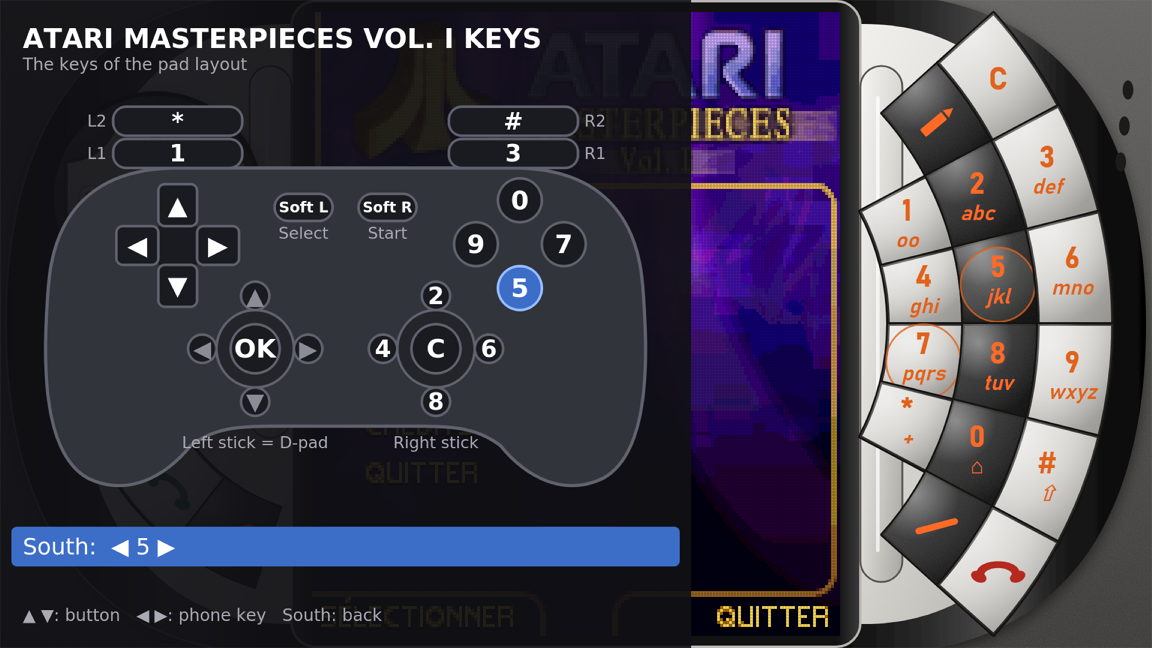 ATARI MASTERPIECES VOL. I KEYS
The keys of the pad layout
L2 * # R2
L1 1 3 R1
Soft L Soft R
Select Start
0
9 7
5
2
OK 4 C 6
8
Left stick = D-pad Right stick
South: ◀ 5 ▶
▲ ▼: button ◀ ▶: phone key South: back
ATARI
MASTERPIECES
Vol. I
QUITTER
SÉLECTIONNER QUITTER
C
3
def
2
abc
1
oo
6
mno
5
jkl
4
ghi
9
wxyz
8
tuv
7
pqrs
*
+
0
#